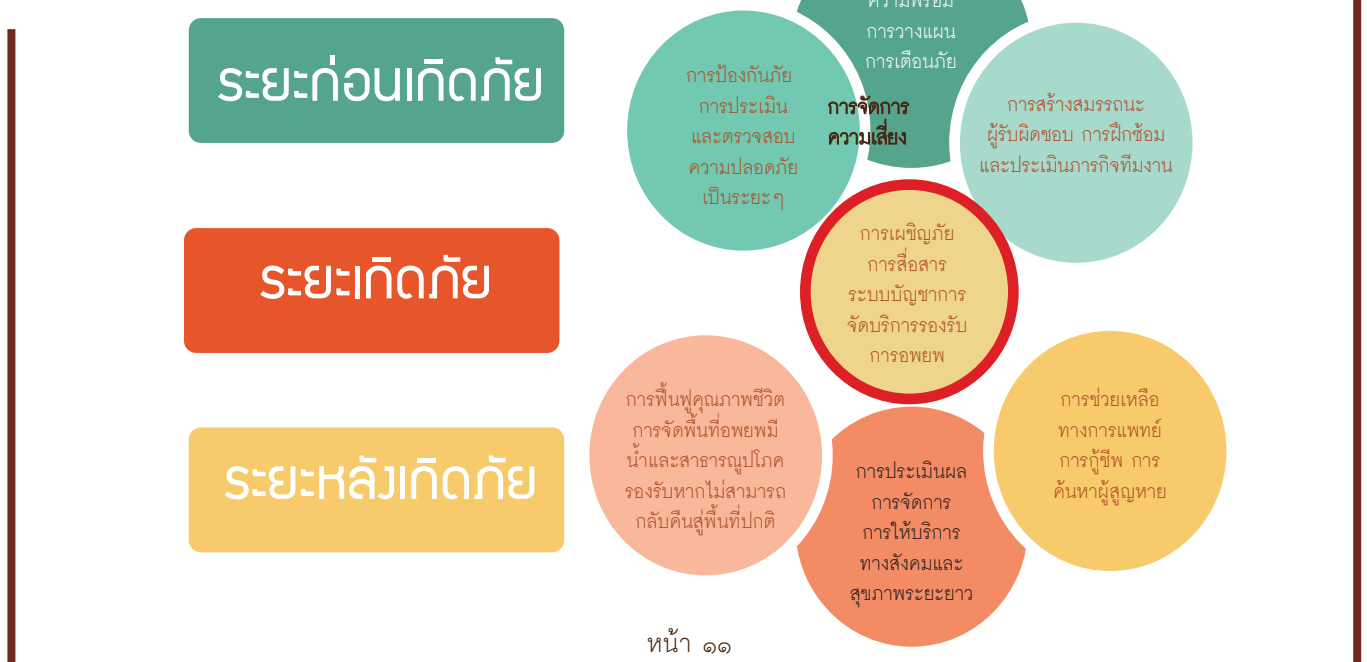 ระยะก่อนเกิดภัย
ความพร้อม
การวางแผน
การเตือนภัย
การป้องกันภัย
การประเมิน
และตรวจสอบ
ความปลอดภัย
เป็นระยะ ๆ
การจัดการ
ความเสี่ยง
การสร้างสมรรถนะ
ผู้รับผิดชอบ การฝึกซ้อม
และประเมินภารกิจทีมงาน
ระยะเกิดภัย
การเผชิญภัย
การสื่อสาร
ระบบบัญชาการ
จัดบริการรองรับ
การอพยพ
ระยะหลังเกิดภัย
การฟื้นฟูคุณภาพชีวิต
การจัดพื้นที่อพยพมี
น้ำและสาธารณูปโภค
รองรับหากไม่สามารถ
กลับคืนสู่พื้นที่ปกติ
การประเมินผล
การจัดการ
การให้บริการ
ทางสังคมและ
สุขภาพระยะยาว
การช่วยเหลือ
ทางการแพทย์
การกู้ชีพ การ
ค้นหาผู้สูญหาย
หน้า ๑๑